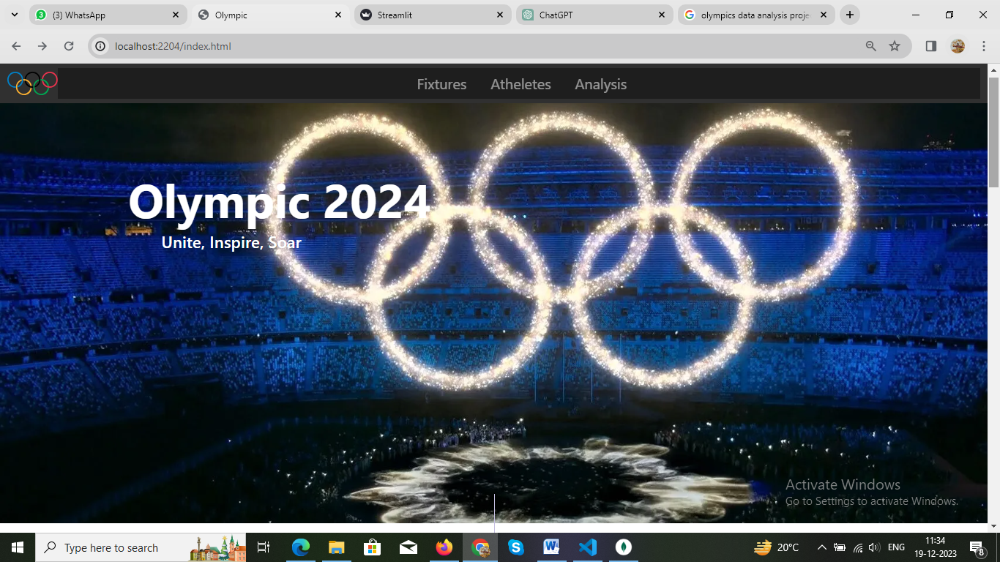 (3) WhatsApp
Olympic
Streamlit
ChatGPT
olympics data analysis proje
localhost:2204/index.html
Fixtures Atheletes Analysis
Olympic 2024
Unite, Inspire, Soar
Activate Windows
Go to Settings to activate Windows.
Type here to search
20°C
ENG
11:34
19-12-2023
8